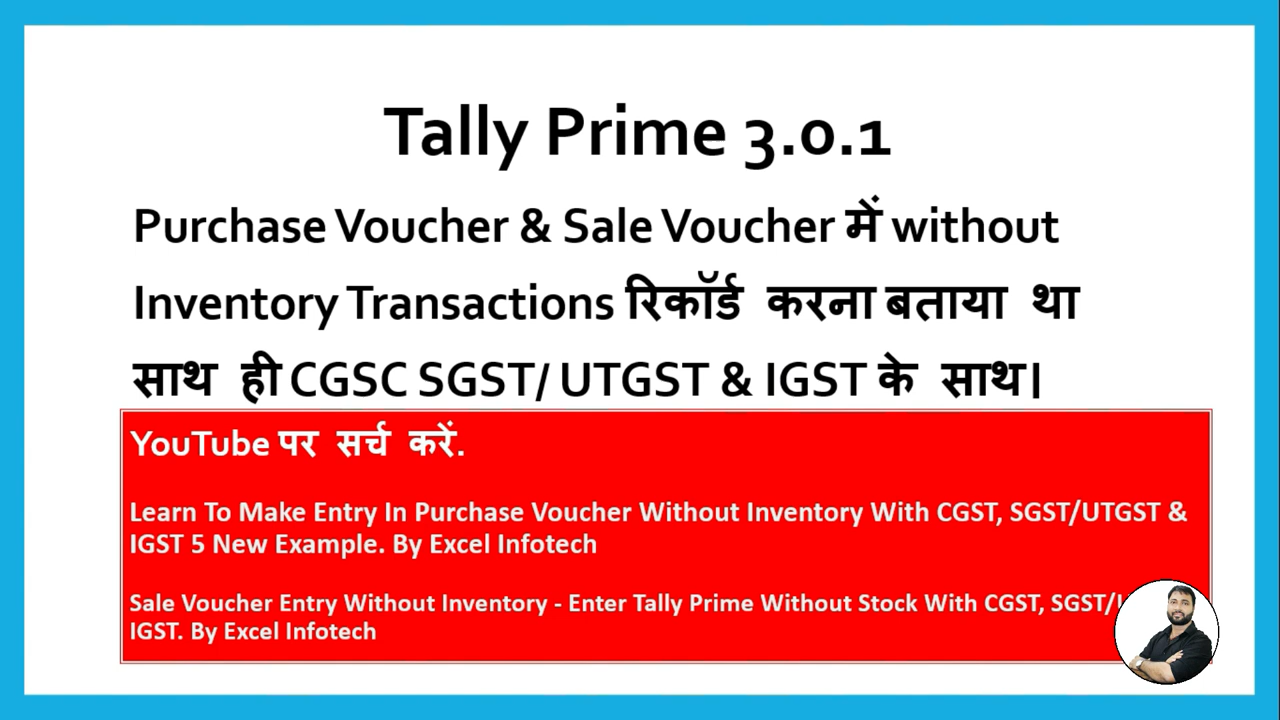 Tally Prime 3.0.1
Purchase Voucher & Sale Voucher में without
Inventory Transactions रिकॉर्ड करना बताया था
साथ ही CGSC SGST/ UTGST & IGST के साथ।
YouTube पर सर्च करें.
Learn To Make Entry In Purchase Voucher Without Inventory With CGST, SGST/UTGST &
IGST 5 New Example. By Excel Infotech
Sale Voucher Entry Without Inventory - Enter Tally Prime Without Stock With CGST,
IGST. By Excel Infotech